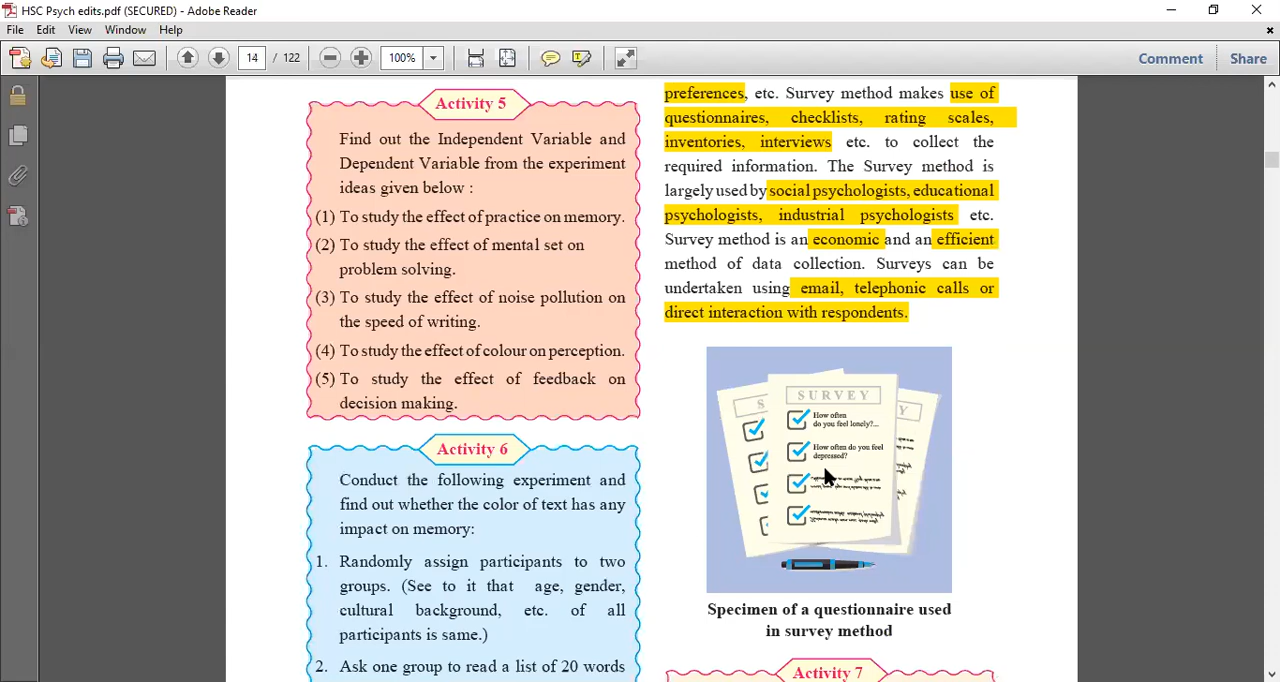 HSC Psych edits.pdf (SECURED) - Adobe Reader
File Edit View Window Help
14 / 122 100% Comment Share
Activity 5
Find out the Independent Variable and
Dependent Variable from the experiment
ideas given below :
(1) To study the effect of practice on memory.
(2) To study the effect of mental set on
problem solving.
(3) To study the effect of noise pollution on
the speed of writing.
(4) To study the effect of colour on perception.
(5) To study the effect of feedback on
decision making.
Activity 6
Conduct the following experiment and
find out whether the color of text has any
impact on memory:
1. Randomly assign participants to two
groups. (See to it that age, gender,
cultural background, etc. of all
participants is same.)
2. Ask one group to read a list of 20 words
preferences, etc. Survey method makes use of
questionnaires, checklists, rating scales,
inventories, interviews etc. to collect the
required information. The Survey method is
largely used by social psychologists, educational
psychologists, industrial psychologists etc.
Survey method is an economic and an efficient
method of data collection. Surveys can be
undertaken using email, telephonic calls or
direct interaction with respondents.
S
SURVEY
Y
How often
do you feel lonely?...
How often do you feel
depressed?
Specimen of a questionnaire used
in survey method
Activity 7